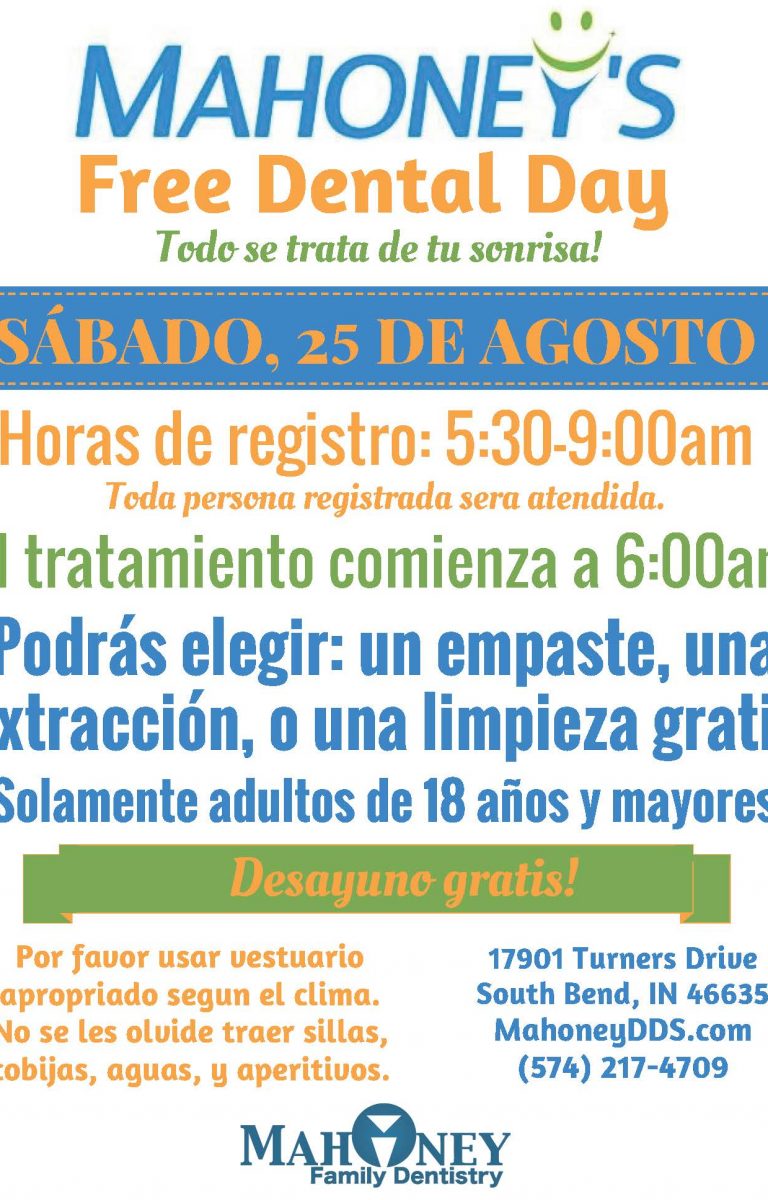 MAHONEY'S
Free Dental Day
Todo se trata de tu sonrisa!
SÁBADO, 25 DE AGOSTO
Horas de registro: 5:30-9:00am
Toda persona registrada sera atendida.
l tratamiento comienza a 6:00am
Podrás elegir: un empaste, una
xtracción, o una limpieza grati
Solamente adultos de 18 años y mayores
Desayuno gratis!
Por favor usar vestuario
apropriado segun el clima.
No se les olvide traer sillas,
cobijas, aguas, y aperitivos.
17901 Turners Drive
South Bend, IN 46635
MahoneyDDS.com
(574) 217-4709
MAHONEY
Family Dentistry